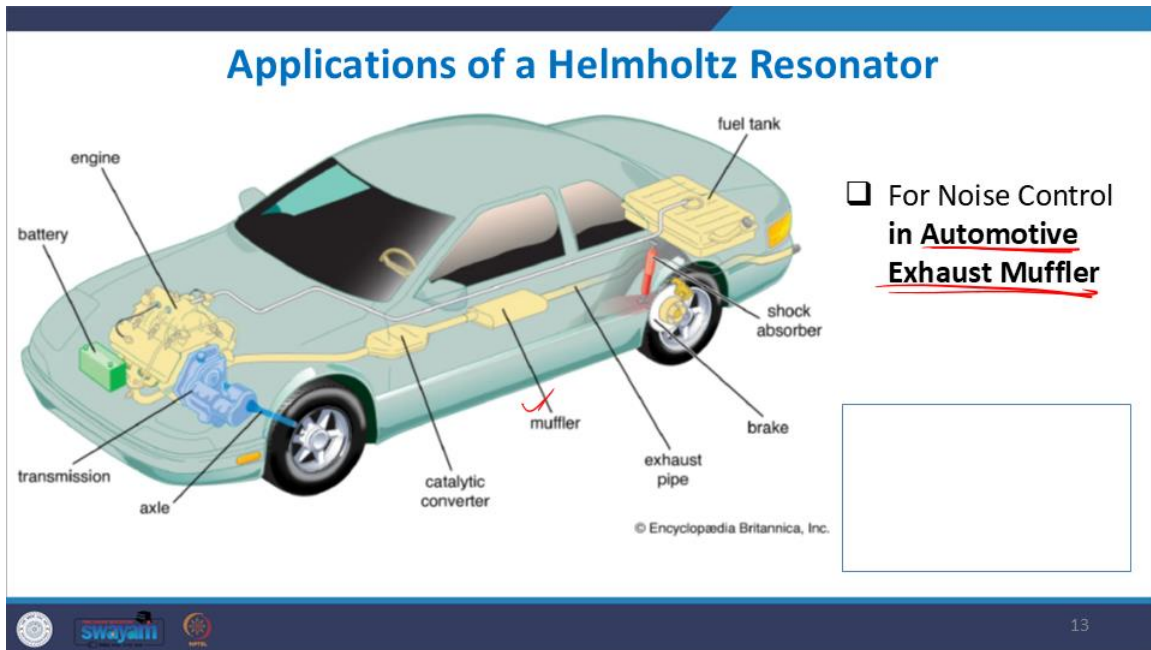 Applications of a Helmholtz Resonator
fuel tank
engine
battery
❑ For Noise Control
in Automotive
Exhaust Muffler
shock
absorber
muffler
brake
exhaust
pipe
transmission
catalytic
converter
axle
© Encyclopædia Britannica, Inc.
swayam
13